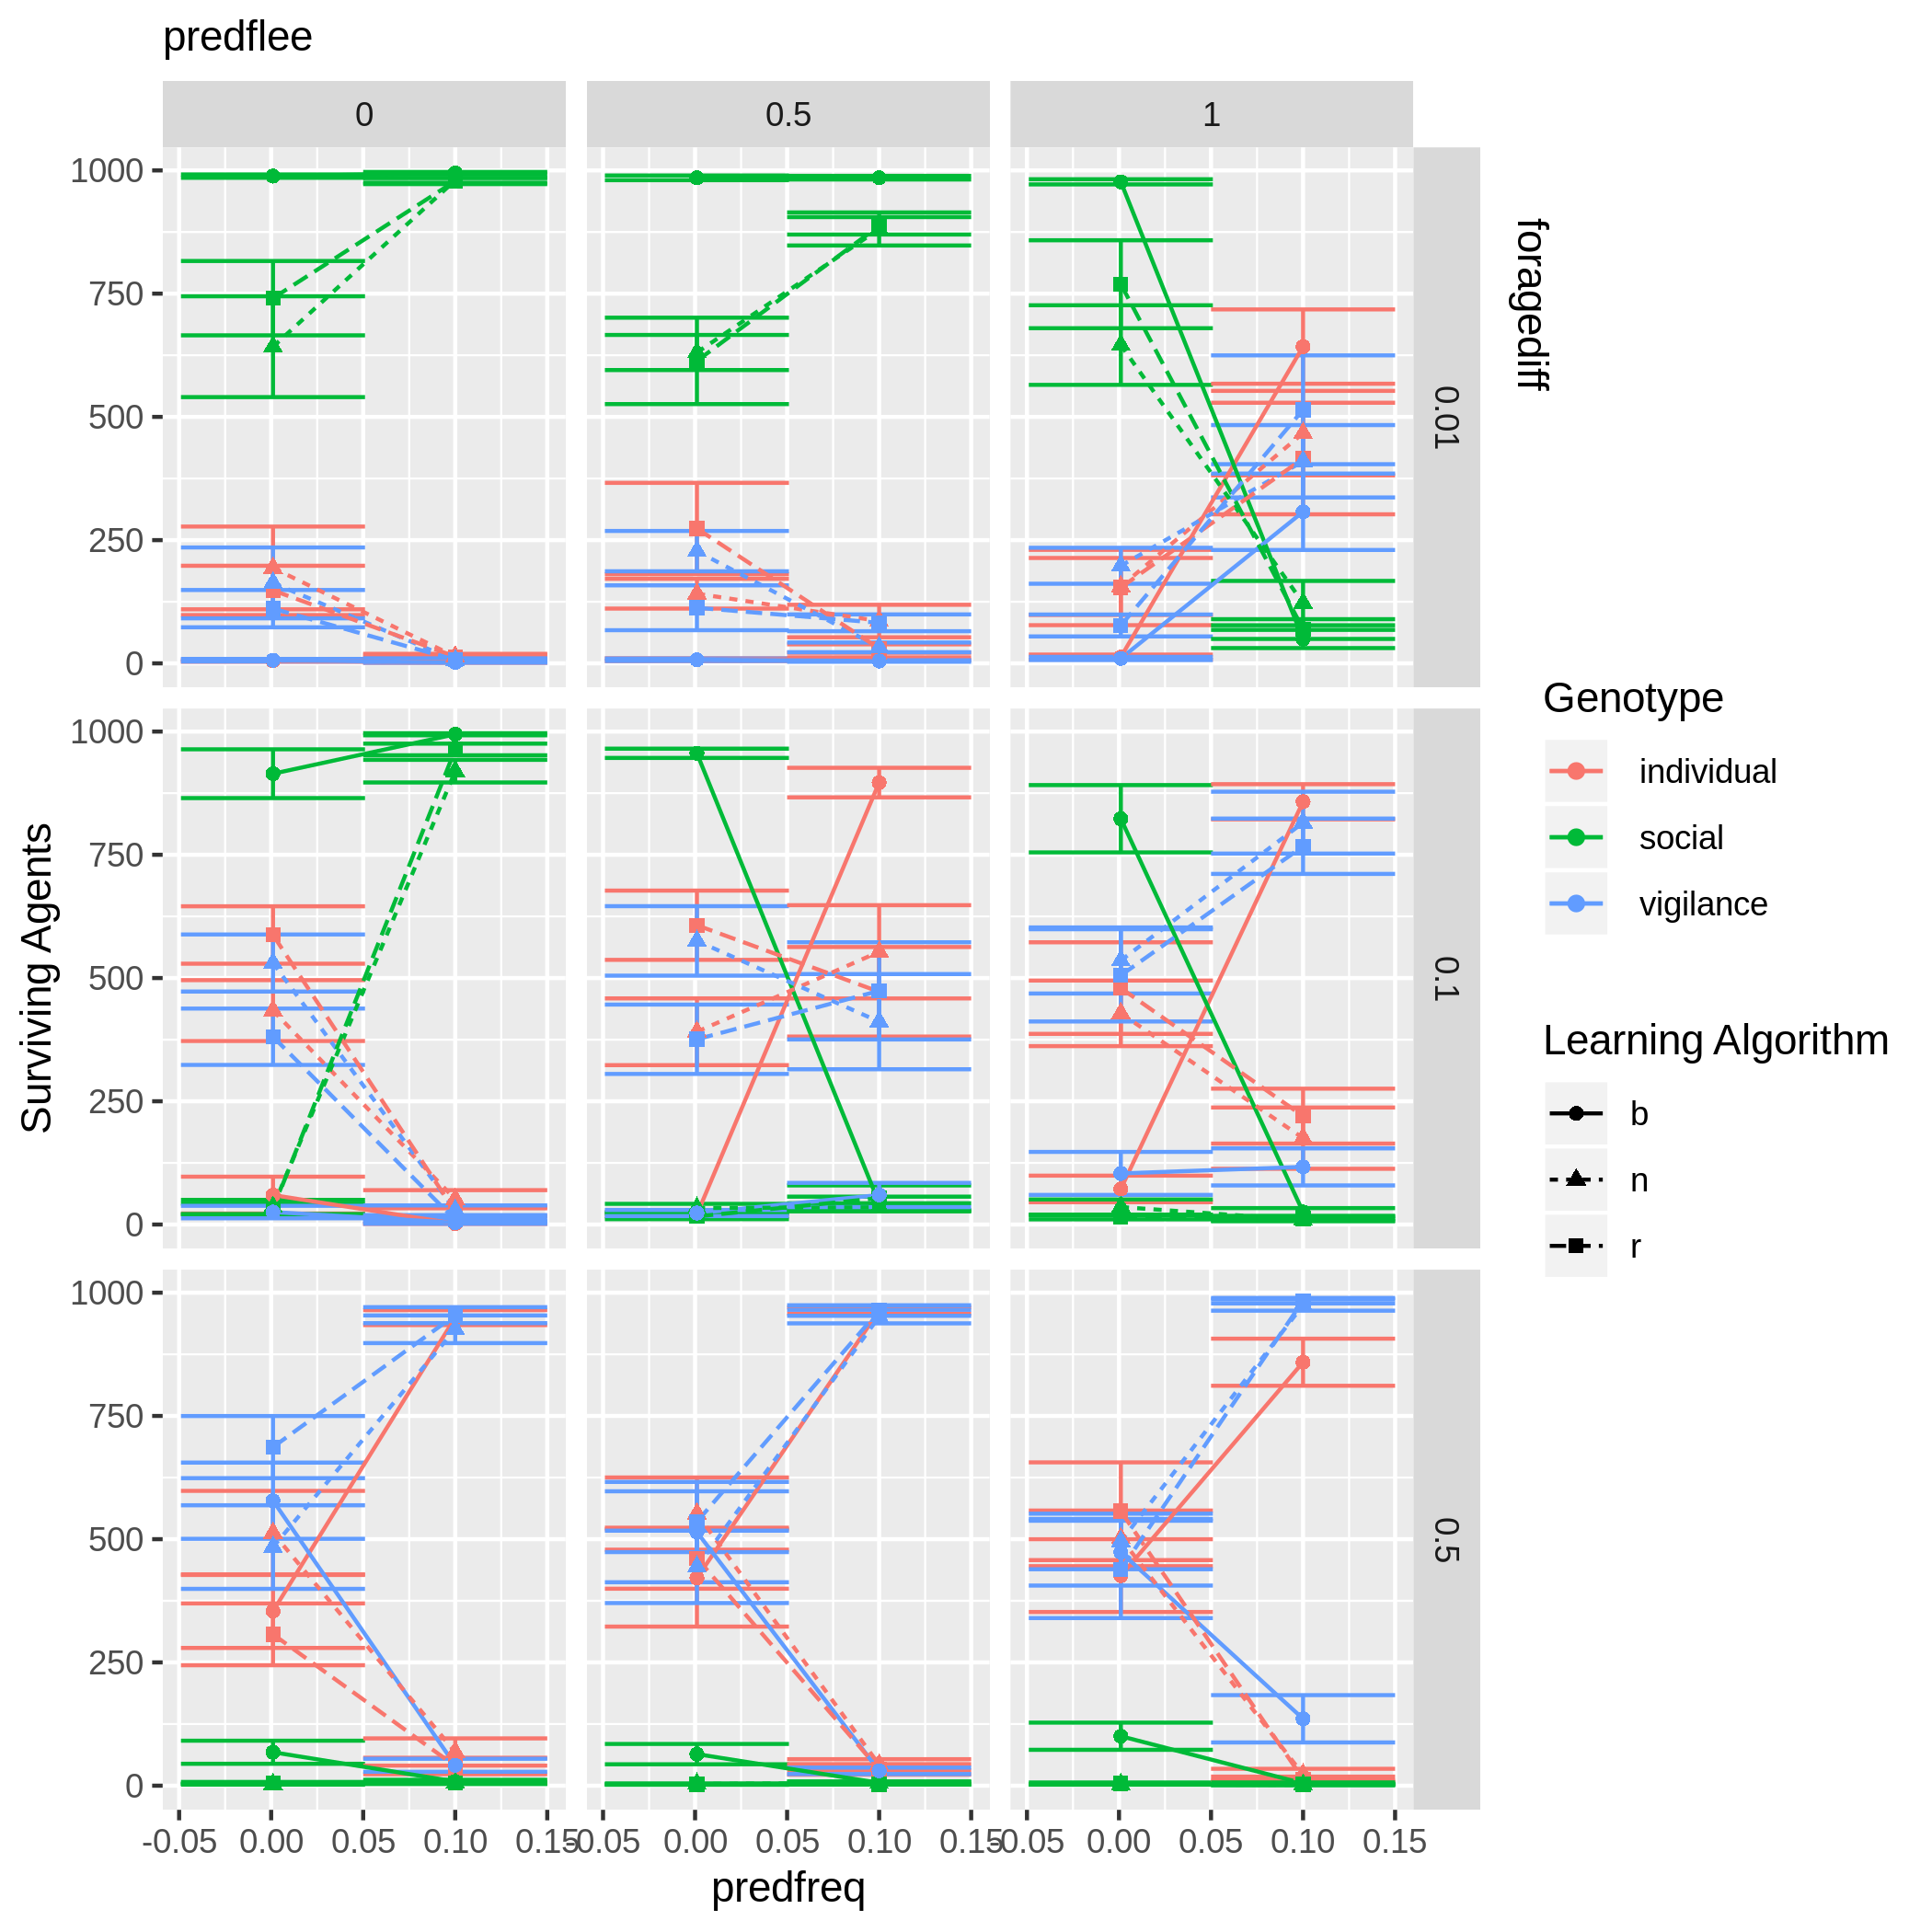 predflee
0 0.5 1
1000
750
500
250
0
0.01
foragediff
1000
750
500
250
0
0.1
1000
750
500
250
0
0.5
Surviving Agents
-0.05 0.00 0.05 0.10 0.15 -0.05 0.00 0.05 0.10 0.15 -0.05 0.00 0.05 0.10 0.15
predfreq
Genotype
individual
social
vigilance
Learning Algorithm
b
n
r